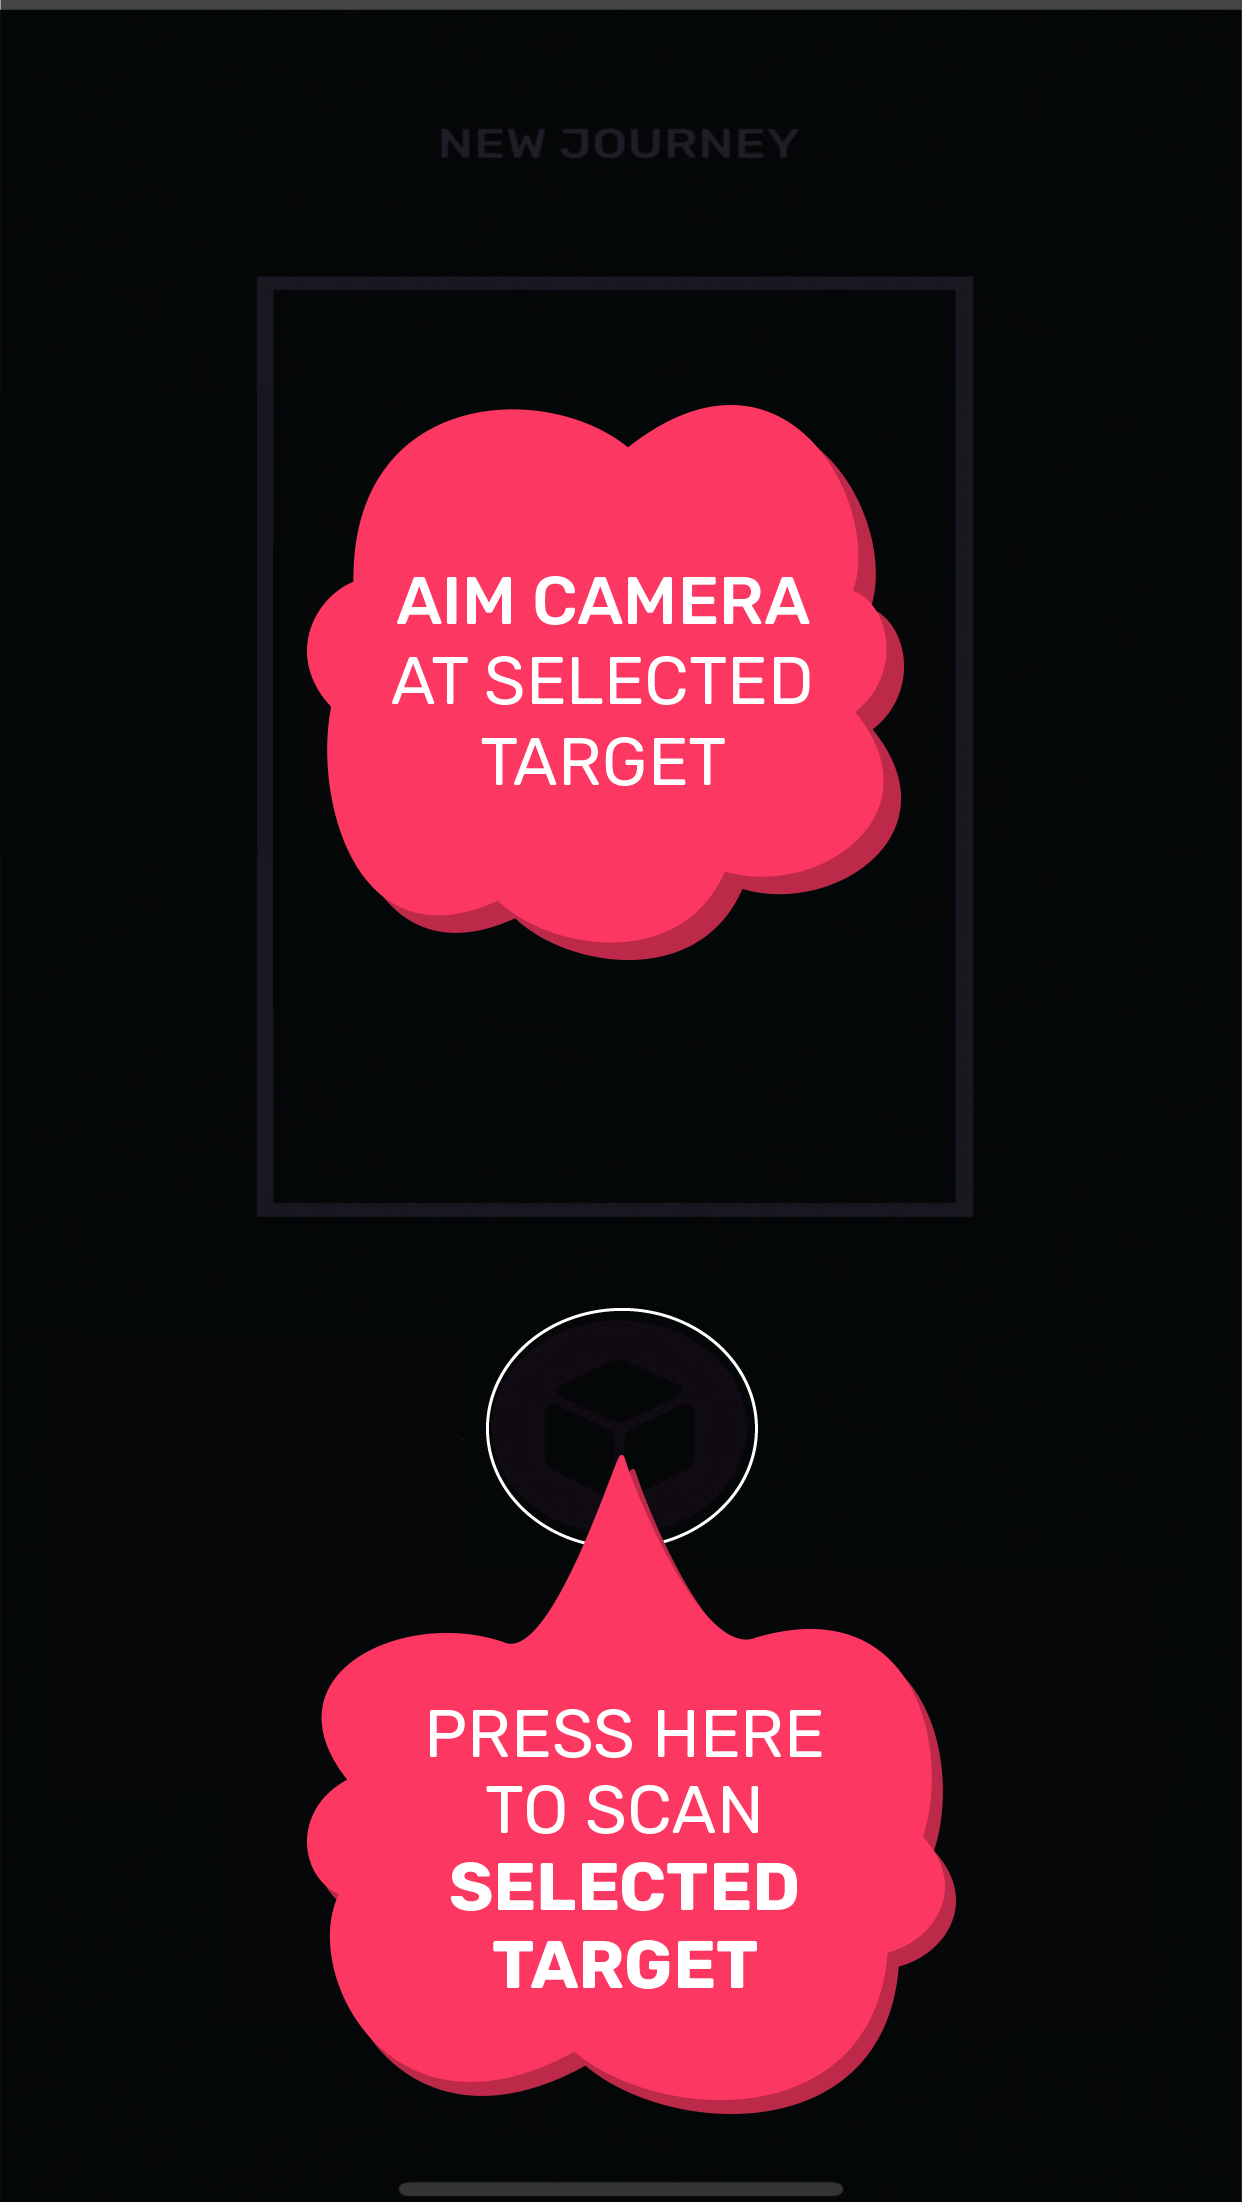 NEW JOURNEY
AIM CAMERA
AT SELECTED
TARGET
PRESS HERE
TO SCAN
SELECTED
TARGET